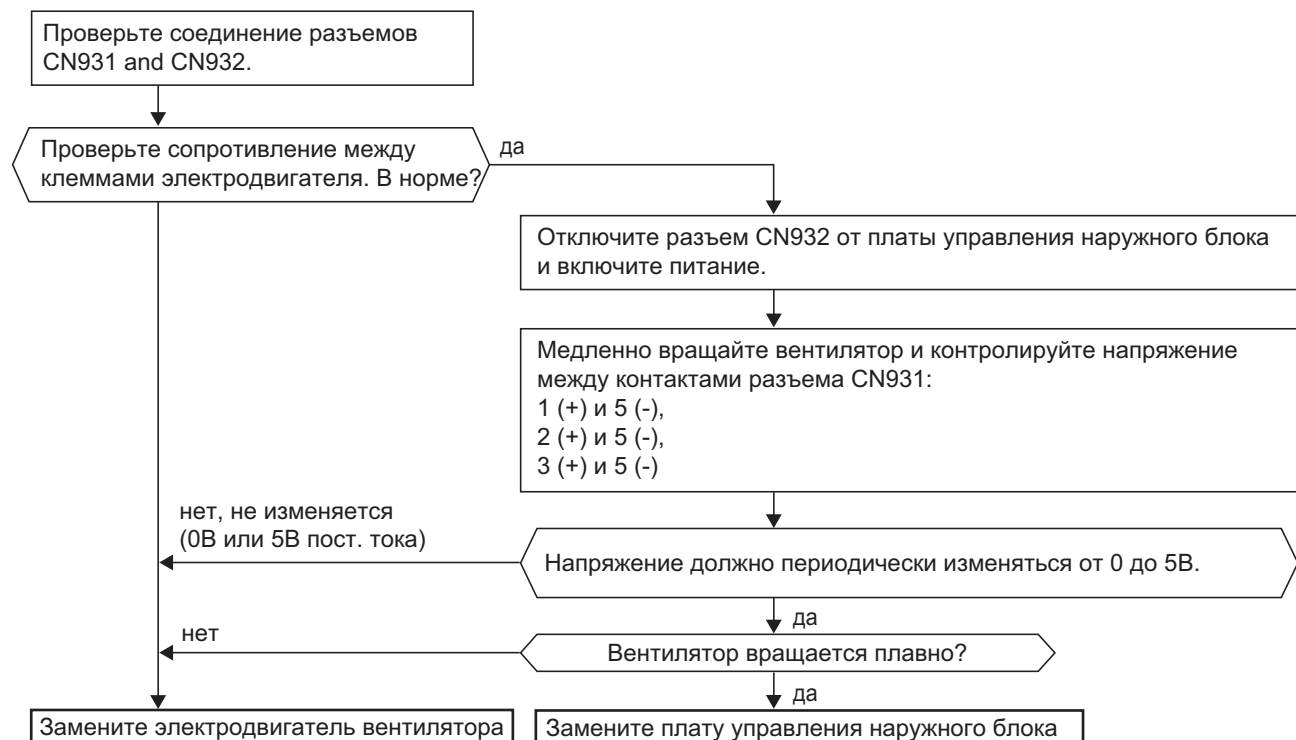 Проверьте соединение разъемов
CN931 and CN932.
Проверьте сопротивление между
клеммами электродвигателя. В норме?
да
Отключите разъем CN932 от платы управления наружного блока
и включите питание.
Медленно вращайте вентилятор и контролируйте напряжение
между контактами разъема CN931:
1 (+) и 5 (-),
2 (+) и 5 (-),
3 (+) и 5 (-)
нет, не изменяется
(0В или 5В пост. тока)
Напряжение должно периодически изменяться от 0 до 5В.
да
нет
Вентилятор вращается плавно?
да
Замените электродвигатель вентилятора
Замените плату управления наружного блока